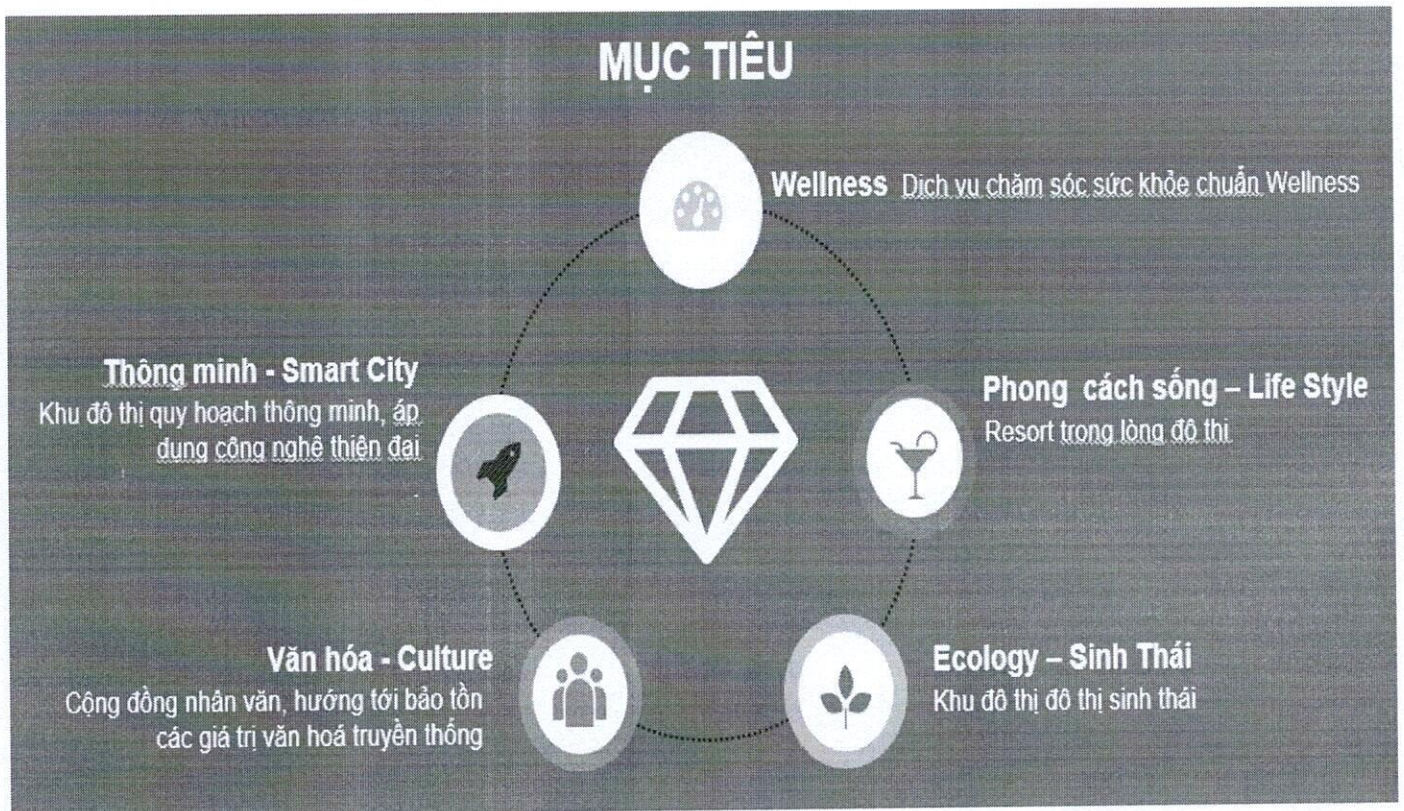 MỤC TIÊU
Wellness Dịch vụ chăm sóc sức khỏe chuẩn Wellness
Thông minh - Smart City
Khu đô thị quy hoạch thông minh, áp
dụng công nghệ thiện đại
Phong cách sống – Life Style
Resort trong lòng đô thị
Văn hóa - Culture
Cộng đồng nhân văn, hướng tới bảo tồn
các giá trị văn hoá truyền thống
Ecology – Sinh Thái
Khu đô thị đô thị sinh thái